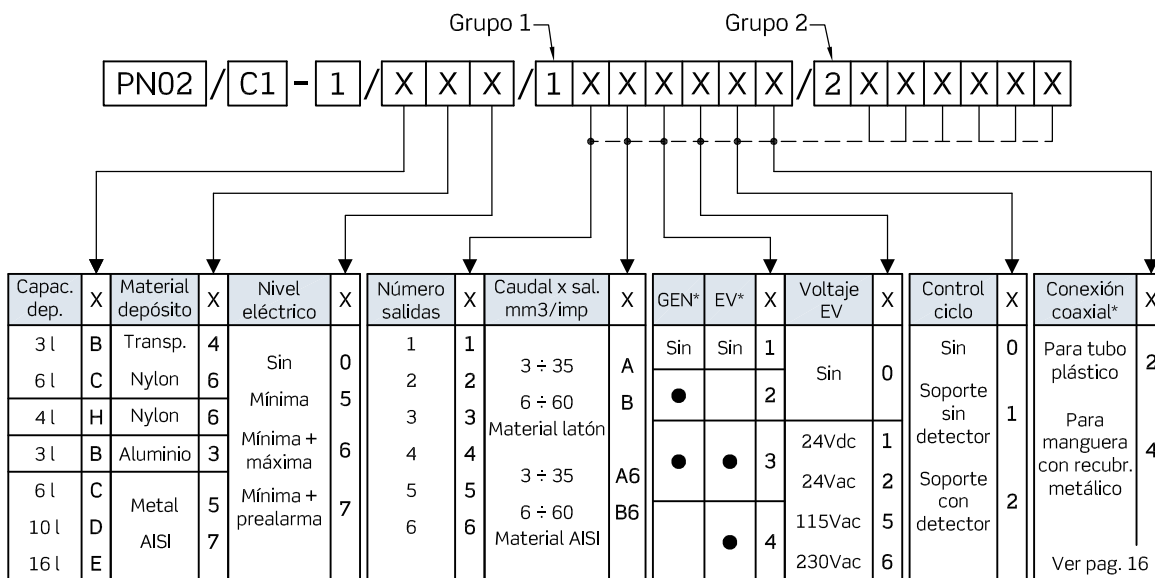 Grupo 1
Grupo 2
PN02 / C1 - 1 / X X X / 1 X X X X X X / 2 X X X X X X
Capac. dep.
X
3 l B
6 l C
4 l H
3 l B
6 l C
10 l D
16 l E
Material depósito
X
Transp. 4
Nylon 6
Nylon 6
Aluminio 3
Metal 5
AISI 7
Nivel eléctrico
X
Sin 0
Mínima 5
Mínima + máxima 6
Mínima + prealarma 7
Número salidas
X
1 1
2 2
3 3
4 4
5 5
6 6
Caudal x sal. mm3/imp
X
3 ÷ 35 A
6 ÷ 60 B
Material latón
3 ÷ 35 A6
6 ÷ 60 B6
Material AISI
GEN* EV* X
Sin Sin 1
● 2
● ● 3
● 4
Voltaje EV
X
Sin 0
24Vdc 1
24Vac 2
115Vac 5
230Vac 6
Control ciclo
X
Sin 0
Soporte sin detector 1
Soporte con detector 2
Conexión coaxial*
X
Para tubo plástico 2
Para manguera con recubr. metálico 4
Ver pag. 16